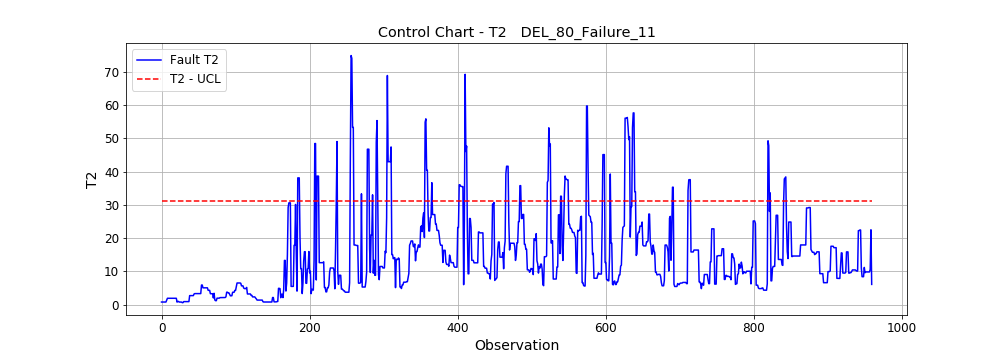 Control Chart - T2   DEL_80_Failure_11
Fault T2
T2 - UCL
T2
70
60
50
40
30
20
10
0
0 200 400 600 800 1000
Observation